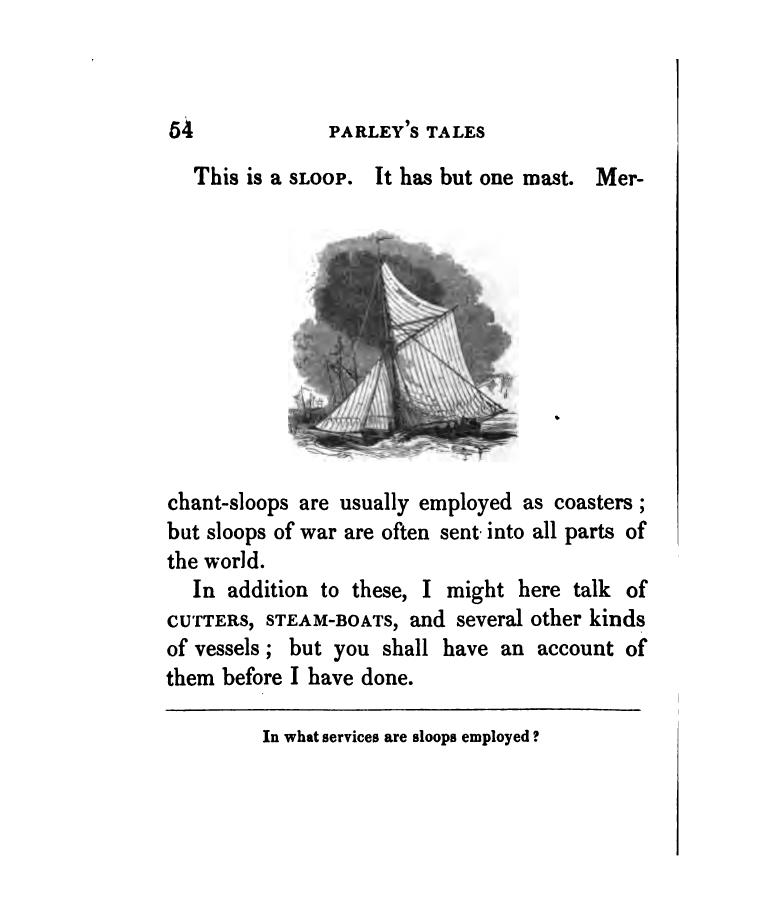 54 PARLEY'S TALES
This is a SLOOP. It has but one mast. Mer-
chant-sloops are usually employed as coasters;
but sloops of war are often sent into all parts of
the world.
In addition to these, I might here talk of
CUTTERS, STEAM-BOATS, and several other kinds
of vessels; but you shall have an account of
them before I have done.
In what services are sloops employed?